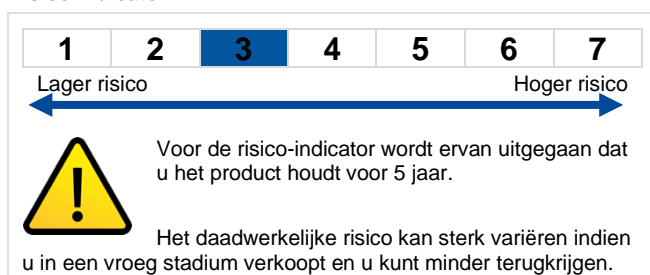 1 2 3 4 5 6 7
Lager risico Hoger risico
Voor de risico-indicator wordt ervan uitgegaan dat
u het product houdt voor 5 jaar.
Het daadwerkelijke risico kan sterk variëren indien
u in een vroeg stadium verkoopt en u kunt minder terugkrijgen.